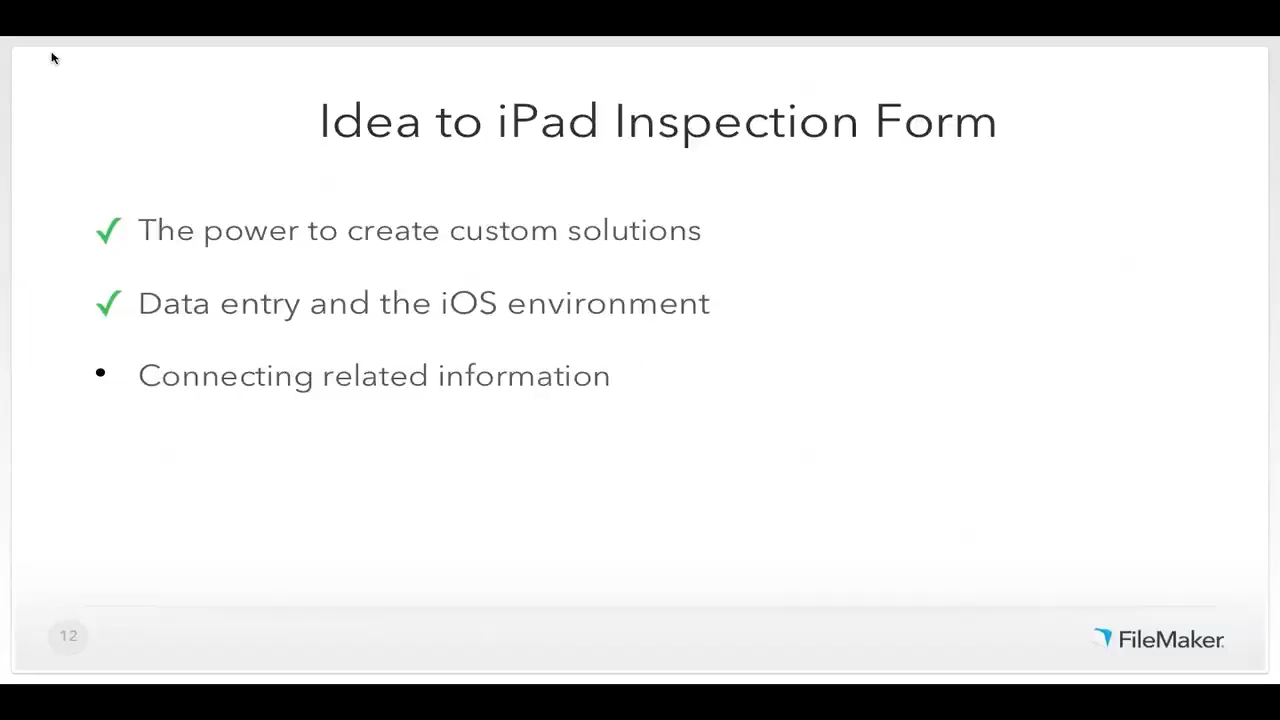 Idea to iPad Inspection Form
The power to create custom solutions
Data entry and the iOS environment
Connecting related information
12
FileMaker